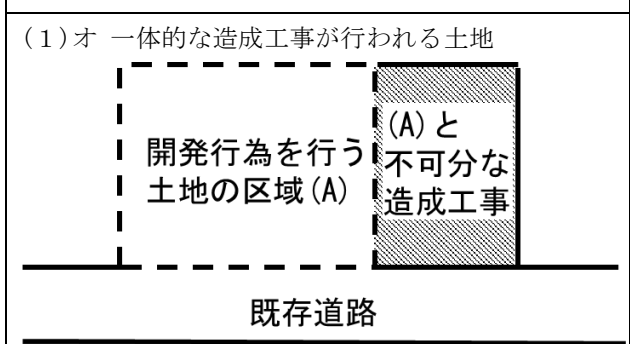 (1)オ 一体的な造成工事が行われる土地
開発行為を行う
土地の区域(A)
(A)と
不可分な
造成工事
既存道路